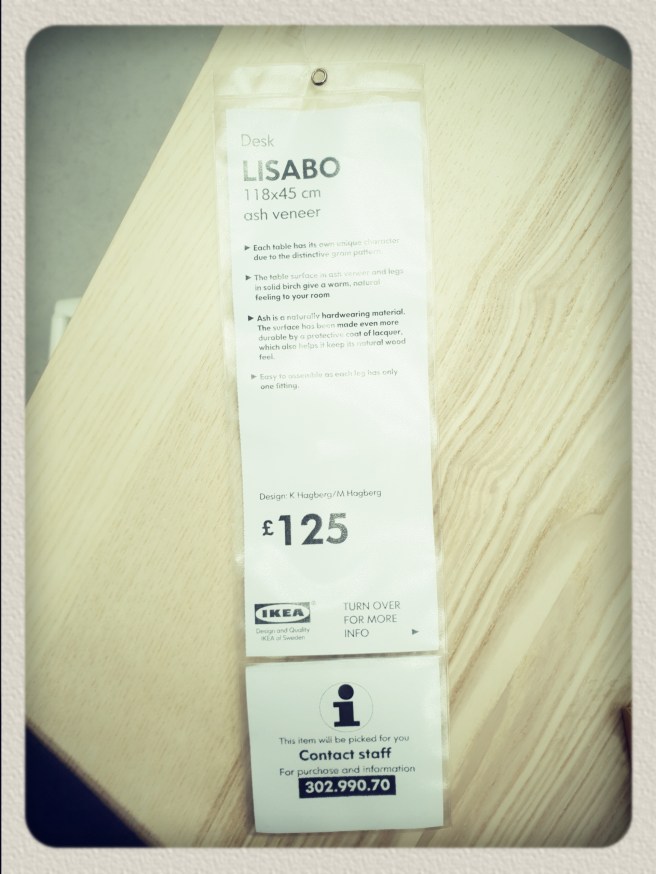 Desk
LISABO
118x45 cm
ash veneer
▶ Each table has its own unique character
due to the distinctive grain pattern.
▶ The table surface in ash veneer and legs
in solid birch give a warm, natural
feeling to your room
▶ Ash is a naturally hardwearing material.
The surface has been made even more
durable by a protective coat of lacquer,
which also helps it keep its natural wood
feel.
▶ Easy to assemble as each leg has only
one fitting.
Design: K Hagberg/M Hagberg
£125
IKEA®
Design and Quality
IKEA of Sweden
TURN OVER
FOR MORE
INFO ▶
i
This item will be picked for you
Contact staff
For purchase and information
302.990.70